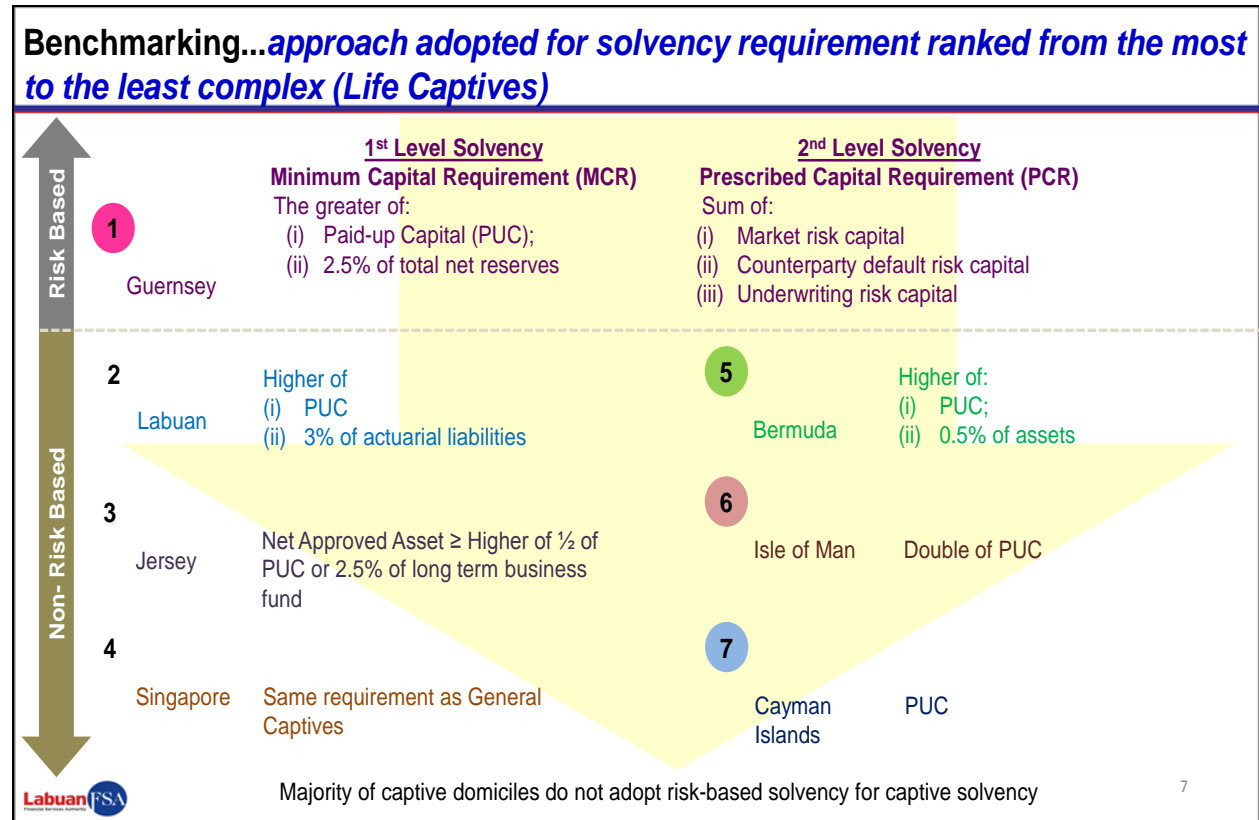 Benchmarking...approach adopted for solvency requirement ranked from the most
to the least complex (Life Captives)
Risk Based
1
Guernsey
1st Level Solvency
Minimum Capital Requirement (MCR)
The greater of:
(i) Paid-up Capital (PUC);
(ii) 2.5% of total net reserves
2nd Level Solvency
Prescribed Capital Requirement (PCR)
Sum of:
(i) Market risk capital
(ii) Counterparty default risk capital
(iii) Underwriting risk capital
Non- Risk Based
2
Labuan
Higher of
(i) PUC
(ii) 3% of actuarial liabilities
3
Jersey
Net Approved Asset ≥ Higher of ½ of
PUC or 2.5% of long term business
fund
4
Singapore
Same requirement as General
Captives
5
Bermuda
Higher of:
(i) PUC;
(ii) 0.5% of assets
6
Isle of Man
Double of PUC
7
Cayman
Islands
PUC
Labuan FSA
Financial Services Authority
Majority of captive domiciles do not adopt risk-based solvency for captive solvency
7